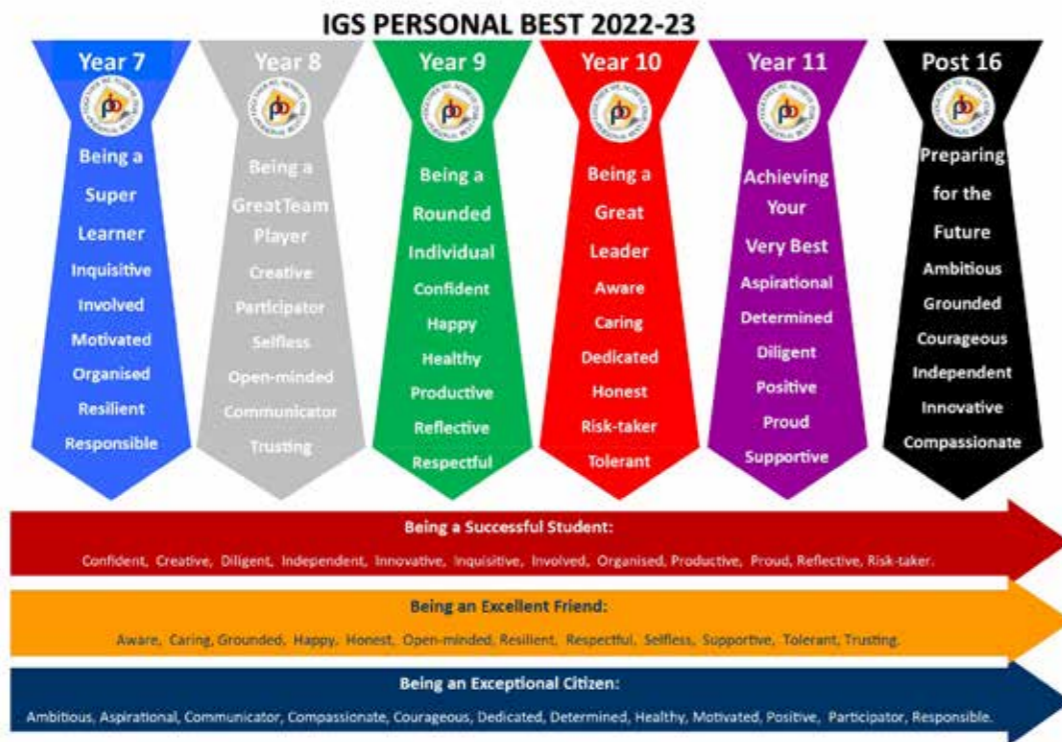 IGS PERSONAL BEST 2022-23
Year 7
Being a
Super
Learner
Inquisitive
Involved
Motivated
Organised
Resilient
Responsible
Year 8
Being a
GreatTeam
Player
Creative
Participator
Selfless
Open-minded
Communicator
Trusting
Year 9
Being a
Rounded
Individual
Confident
Happy
Healthy
Productive
Reflective
Respectful
Year 10
Being a
Great
Leader
Aware
Caring
Dedicated
Honest
Risk-taker
Tolerant
Year 11
Achieving
Your
Very Best
Aspirational
Determined
Diligent
Positive
Proud
Supportive
Post 16
Preparing
for the
Future
Ambitious
Grounded
Courageous
Independent
Innovative
Compassionate
Being a Successful Student:
Confident, Creative, Diligent, Independent, Innovative, Inquisitive, Involved, Organised, Productive, Proud, Reflective, Risk-taker.
Being an Excellent Friend:
Aware, Caring, Grounded, Happy, Honest, Open-minded, Resilient, Respectful, Selfless, Supportive, Tolerant, Trusting.
Being an Exceptional Citizen:
Ambitious, Aspirational, Communicator, Compassionate, Courageous, Dedicated, Determined, Healthy, Motivated, Positive, Participator, Responsible.